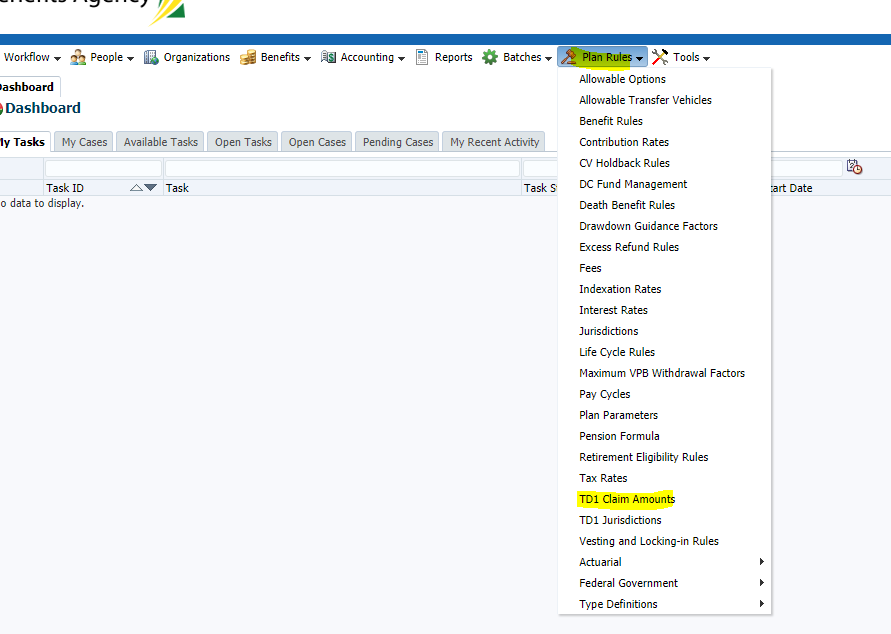 Agency
Workflow People Organizations Benefits Accounting Reports Batches Plan Rules Tools
Dashboard
Dashboard
My Tasks My Cases Available Tasks Open Tasks Open Cases Pending Cases My Recent Activity
Task ID Task Task
Date
data to display.
Allowable Options
Allowable Transfer Vehicles
Benefit Rules
Contribution Rates
CV Holdback Rules
DC Fund Management
Death Benefit Rules
Drawdown Guidance Factors
Excess Refund Rules
Fees
Indexation Rates
Interest Rates
Jurisdictions
Life Cycle Rules
Maximum VPB Withdrawal Factors
Pay Cycles
Plan Parameters
Pension Formula
Retirement Eligibility Rules
Tax Rates
TD1 Claim Amounts
TD1 Jurisdictions
Vesting and Locking-in Rules
Actuarial
Federal Government
Type Definitions